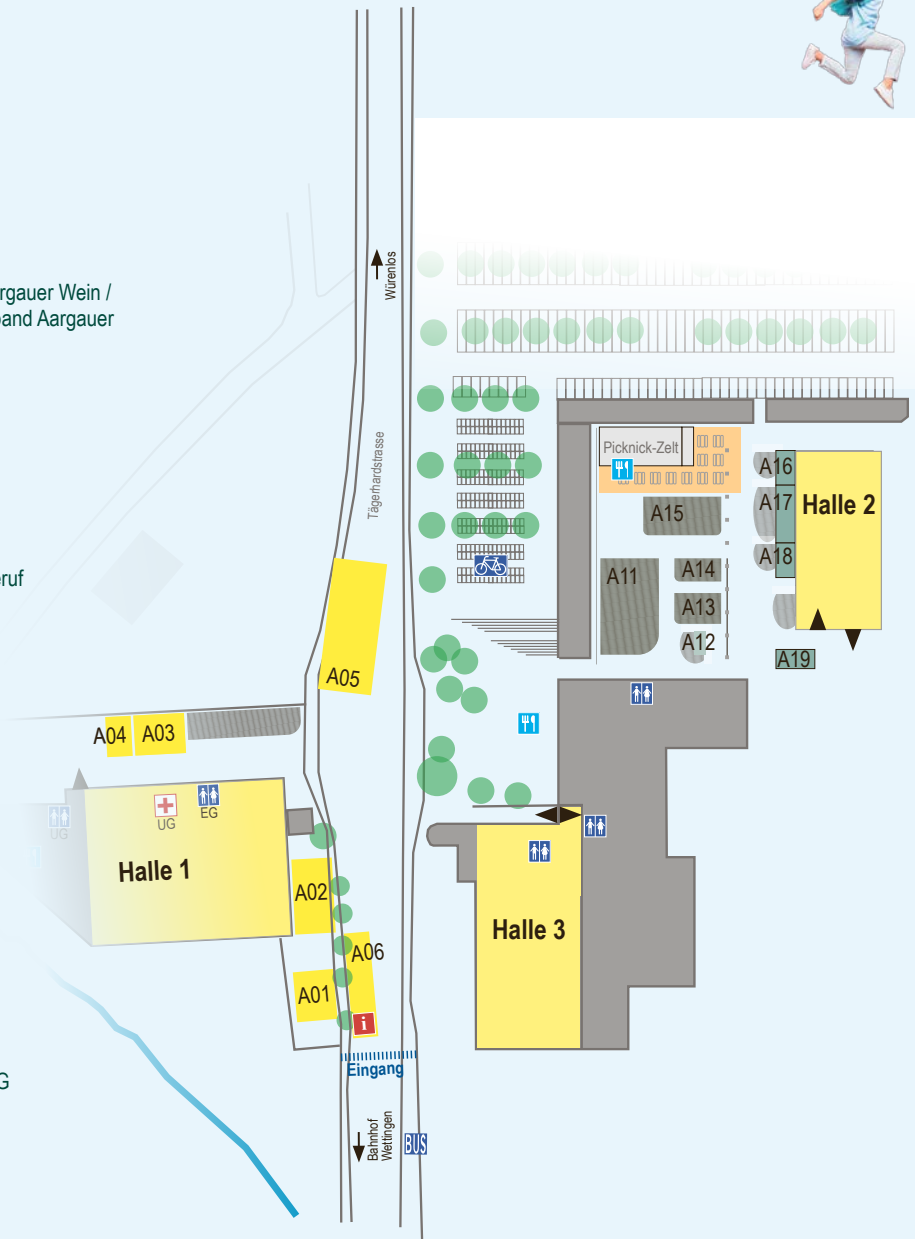 rgauer Wein /
band Aargauer
Würenlos
Tägerhardstrasse
Picknick-Zelt
A16
A17
Halle 2
A15
A18
A11
A14
A13
A12
A19
eruf
A05
A04
A03
UG
UG
EG
Halle 1
A02
A06
Halle 3
A01
i
Eingang
G
Bahnhof
Wettingen
BUS